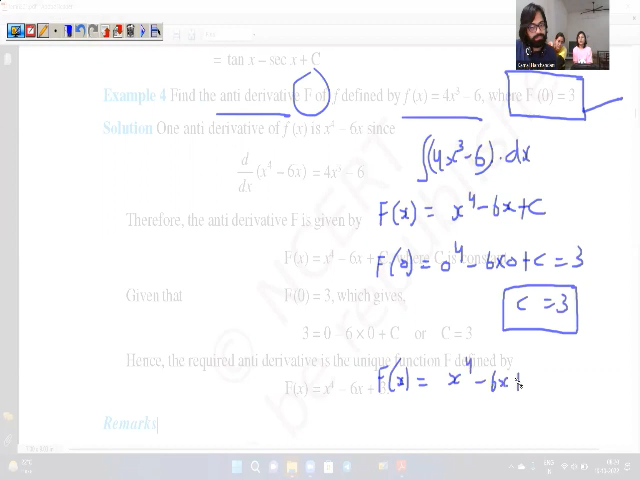 = tan x – sec x + C
Example 4 Find the anti derivative F of f defined by f (x) = 4x³ – 6, where F (0) = 3
Solution One anti derivative of f (x) is x⁴ – 6x since
∫(4x³ – 6) · dx
d/dx (x⁴ – 6x) = 4x³ – 6
F(x) = x⁴ – 6x + C
Therefore, the anti derivative F is given by
F(x) = x⁴ – 6x + C, where C is constant.
F(0) = 0⁴ – 6×0 + C = 3
Given that F(0) = 3, which gives,
C = 3
3 = 0 – 6 × 0 + C or C = 3
Hence, the required anti derivative is the unique function F defined by
F(x) = x⁴ – 6x +
F(x) = x⁴ – 6x + 3.
Remarks